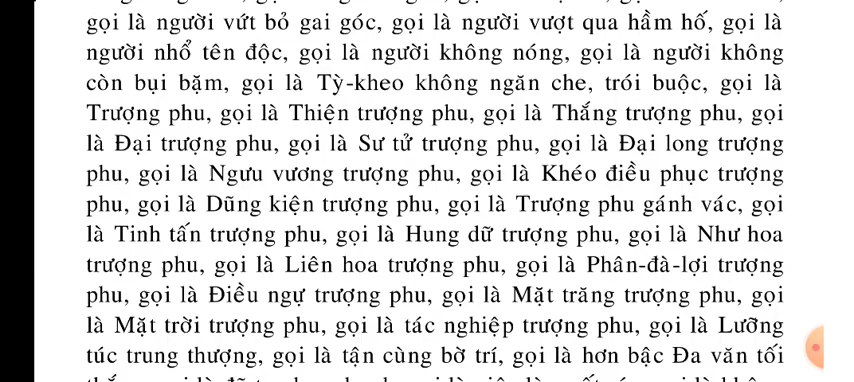 gọi là người vứt bỏ gai góc, gọi là người vượt qua hầm hố, gọi là
người nhổ tên độc, gọi là người không nóng, gọi là người không
còn bụi bặm, gọi là Tỳ-kheo không ngăn che, trói buộc, gọi là
Trượng phu, gọi là Thiện trượng phu, gọi là Thắng trượng phu, gọi
là Đại trượng phu, gọi là Sư tử trượng phu, gọi là Đại long trượng
phu, gọi là Ngưu vương trượng phu, gọi là Khéo điều phục trượng
phu, gọi là Dũng kiện trượng phu, gọi là Trượng phu gánh vác, gọi
là Tinh tấn trượng phu, gọi là Hung dữ trượng phu, gọi là Như hoa
trượng phu, gọi là Liên hoa trượng phu, gọi là Phân-đà-lợi trượng
phu, gọi là Điều ngự trượng phu, gọi là Mặt trăng trượng phu, gọi
là Mặt trời trượng phu, gọi là tác nghiệp trượng phu, gọi là Lưỡng
túc trung thượng, gọi là tận cùng bờ trí, gọi là hơn bậc Đa văn tối